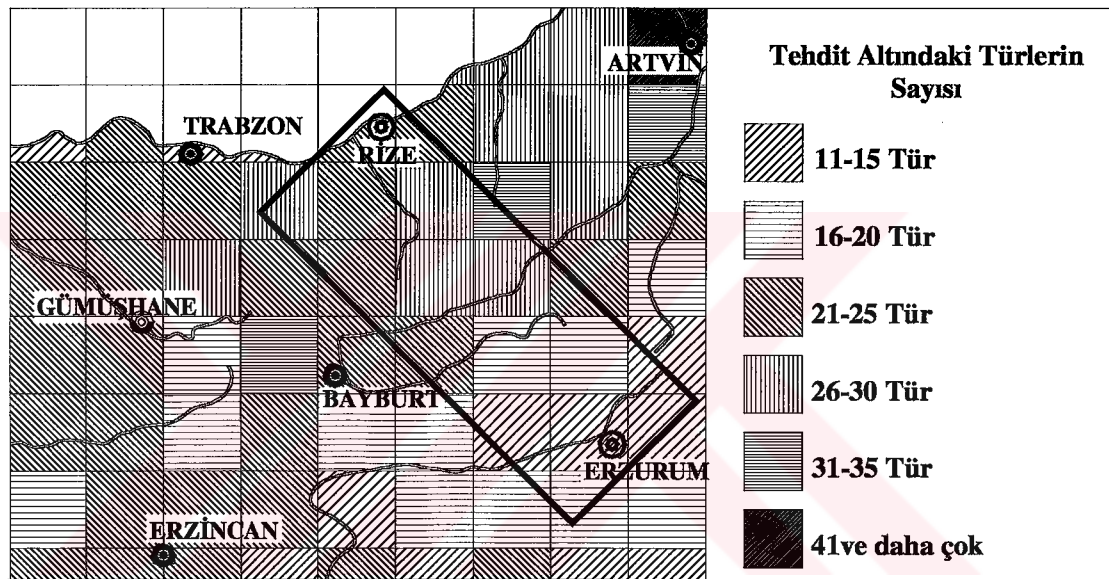 ARTVİN
TRABZON
RİZE
GÜMÜŞHANE
BAYBURT
ERZURUM
ERZİNCAN
Tehdit Altındaki Türlerin
Sayısı
11-15 Tür
16-20 Tür
21-25 Tür
26-30 Tür
31-35 Tür
41ve daha çok